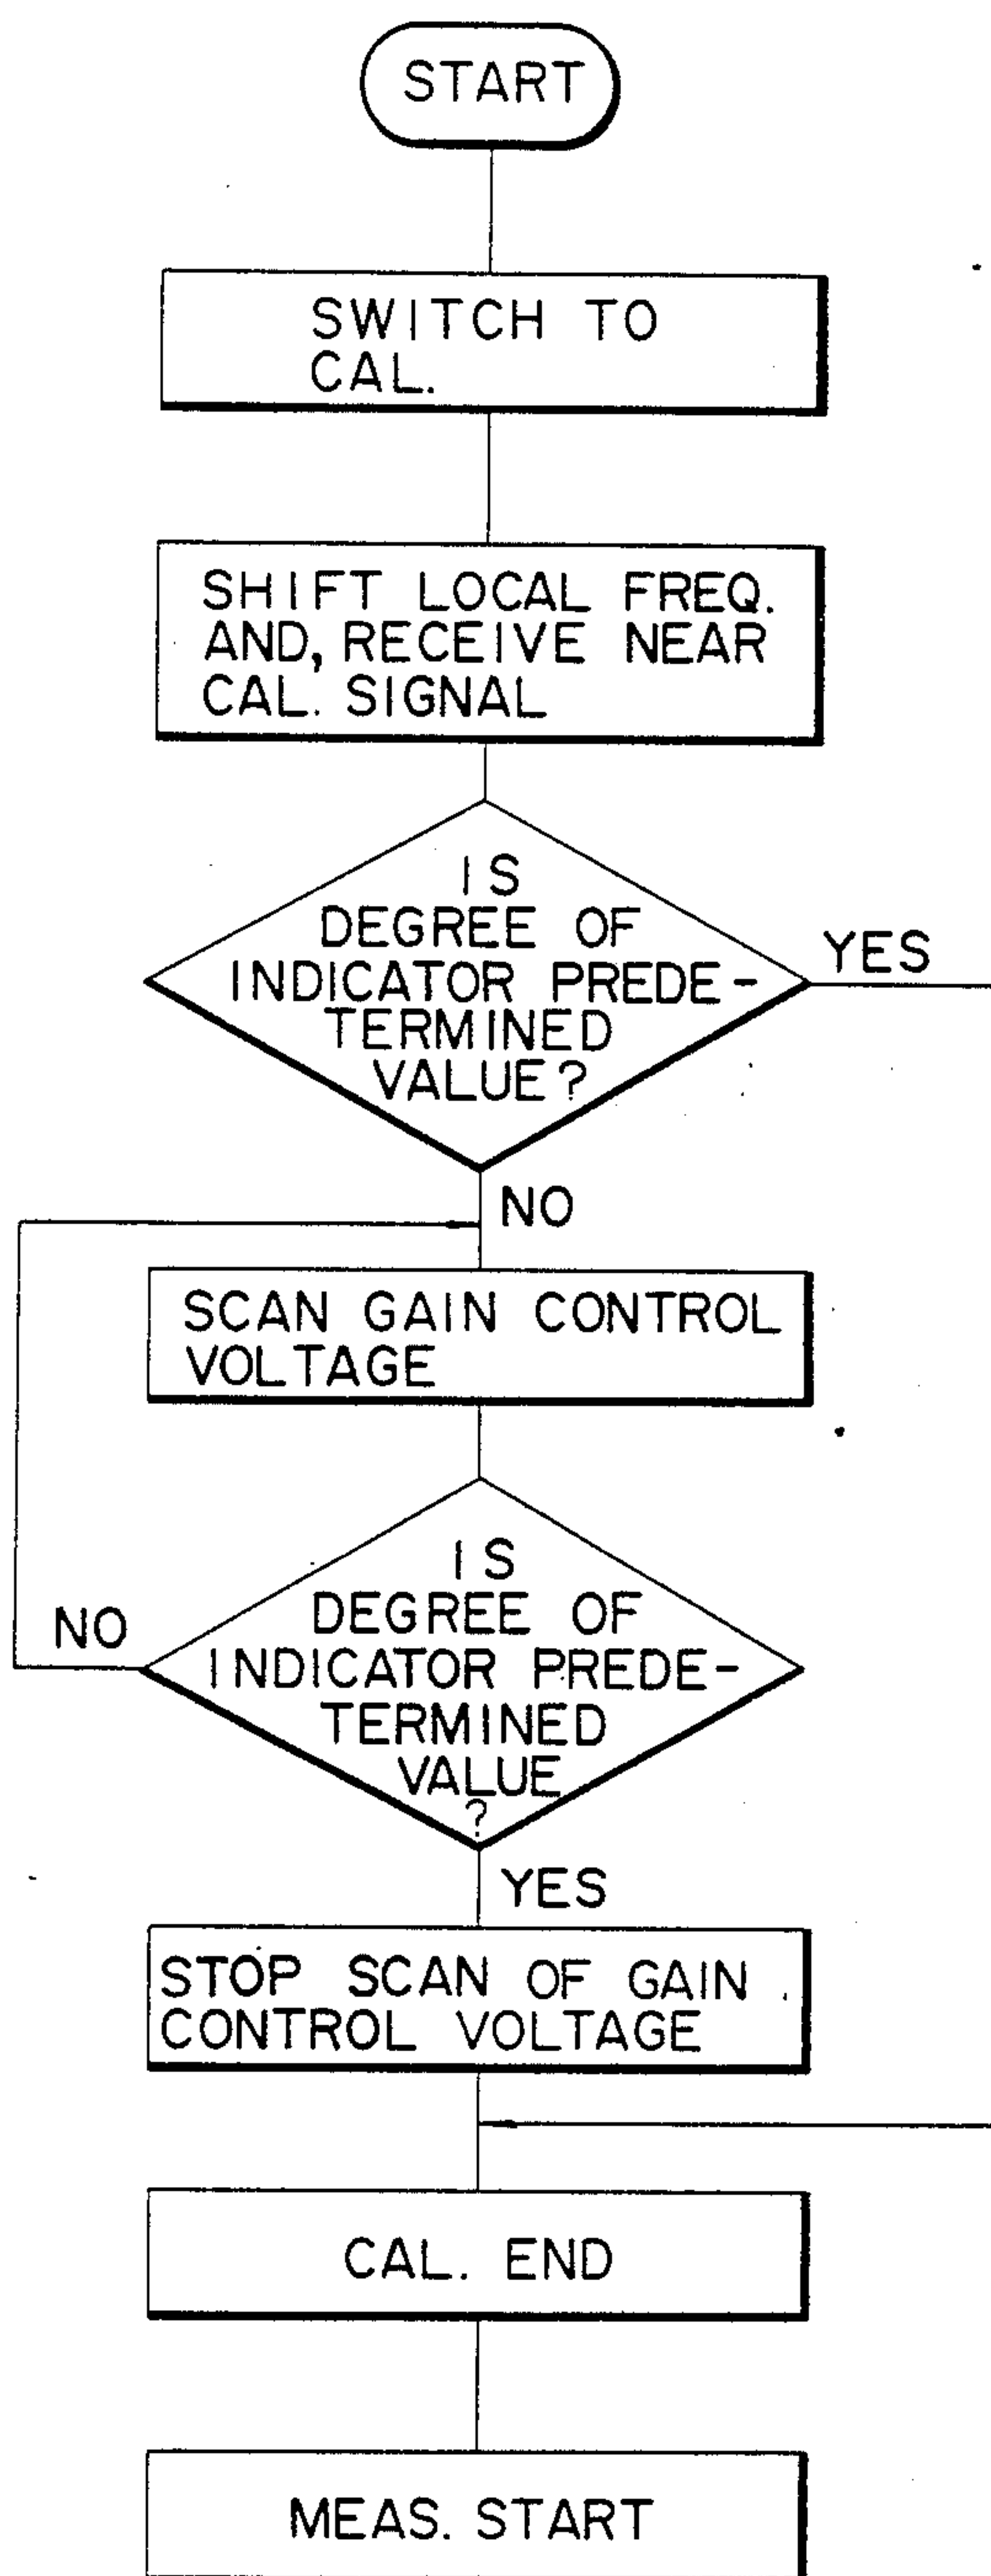 START
SWITCH TO
CAL.
SHIFT LOCAL FREQ.
AND, RECEIVE NEAR
CAL. SIGNAL
IS
DEGREE OF
INDICATOR PREDE-
TERMINED
VALUE?
YES
NO
SCAN GAIN CONTROL
VOLTAGE
IS
DEGREE OF
INDICATOR PREDE-
TERMINED
VALUE
?
NO
YES
STOP SCAN OF GAIN
CONTROL VOLTAGE
CAL. END
MEAS. START